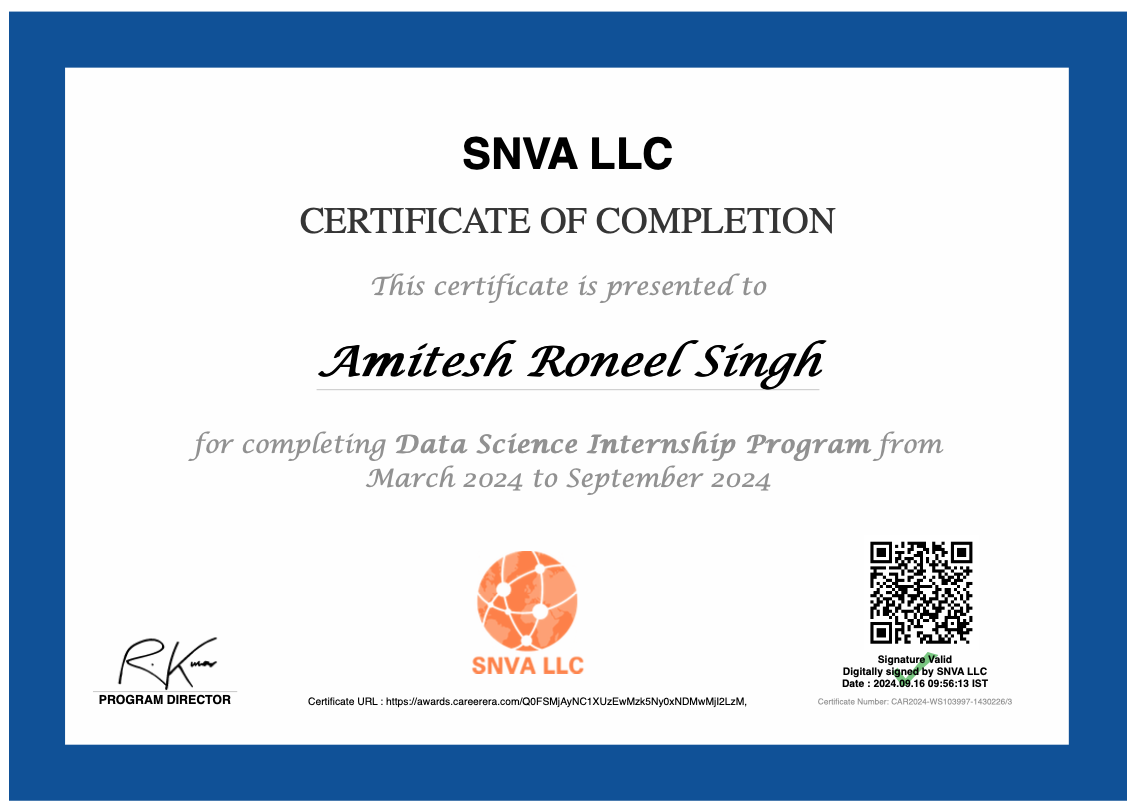 SNVA LLC
CERTIFICATE OF COMPLETION
This certificate is presented to
Amitesh Roneel Singh
for completing Data Science Internship Program from
March 2024 to September 2024
SNVA LLC
R. Kumar
PROGRAM DIRECTOR
Certificate URL : https://awards.careerera.com/Q0FSMjAyNC1XUzEwMzk5Ny0xNDMwMjI2LzM,
Signature Valid
Digitally signed by SNVA LLC
Date : 2024.09.16 09:56:13 IST
Certificate Number: CAR2024-WS103997-1430226/3